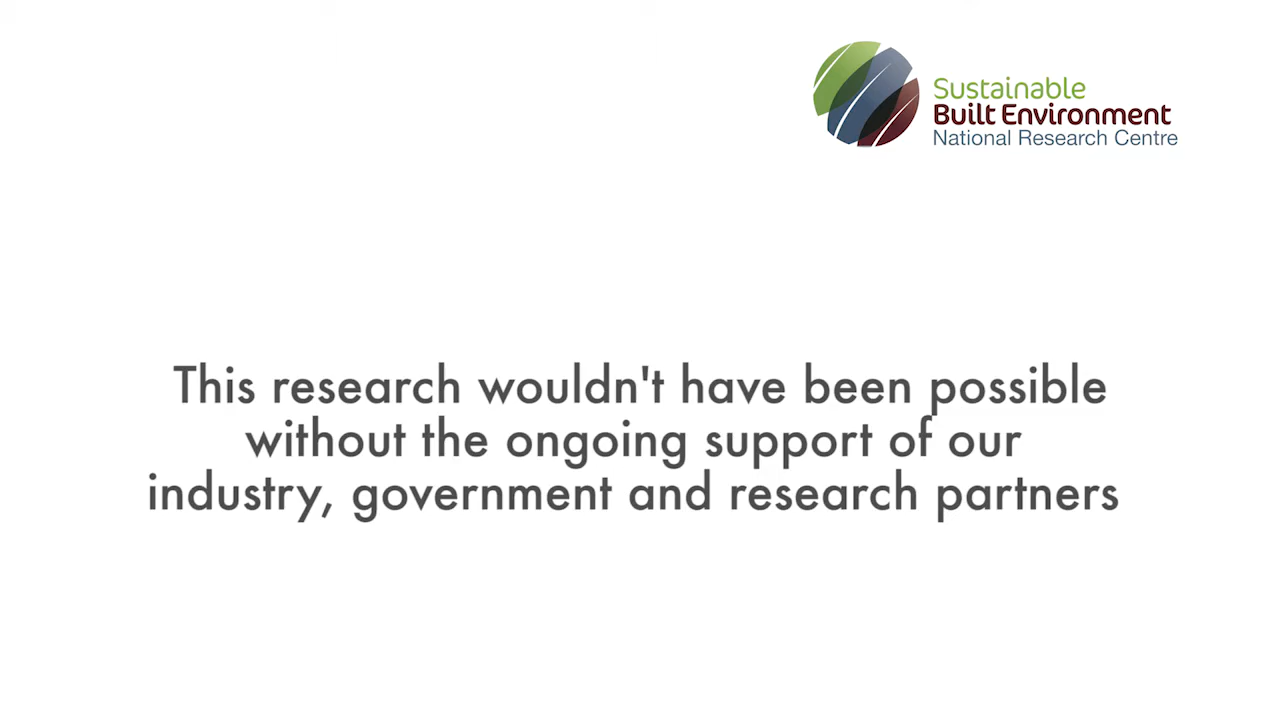 Sustainable
Built Environment
National Research Centre
This research wouldn't have been possible
without the ongoing support of our
industry, government and research partners